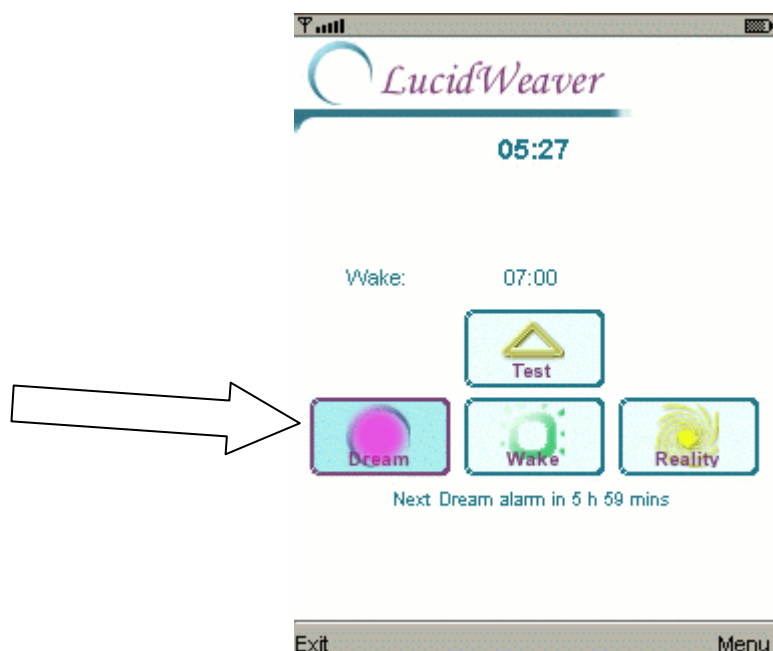 LucidWeaver
05:27
Wake: 07:00
Test
Dream Wake Reality
Next Dream alarm in 5 h 59 mins
Exit Menu